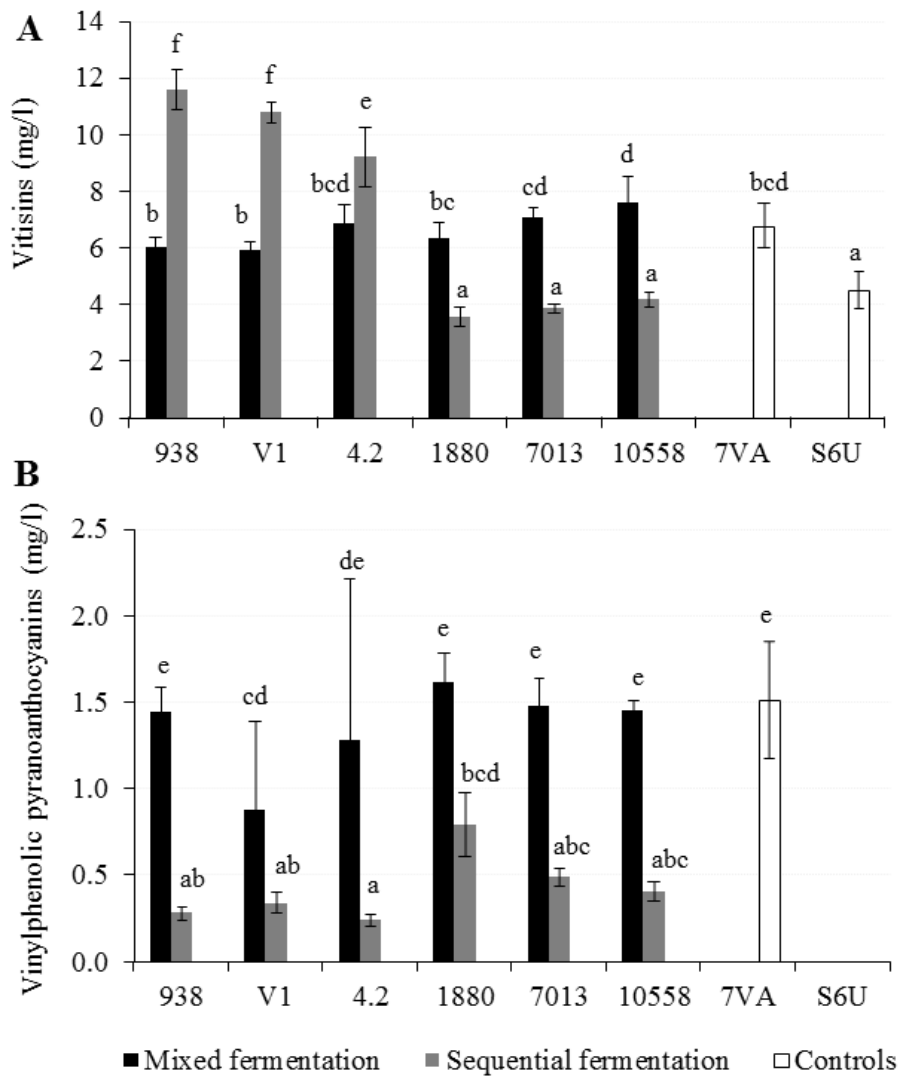 A
Vitisins (mg/l)
14
12
10
8
6
4
2
0
f
f
e
b
b
bcd
bc
a
cd
a
d
a
bcd
a
938 V1 4.2 1880 7013 10558 7VA S6U
B
Vinylphenolic pyranoanthocyanins (mg/l)
2.5
2.0
1.5
1.0
0.5
0.0
e
ab
cd
ab
de
a
e
bcd
e
abc
e
abc
e
938 V1 4.2 1880 7013 10558 7VA S6U
Mixed fermentation Sequential fermentation Controls